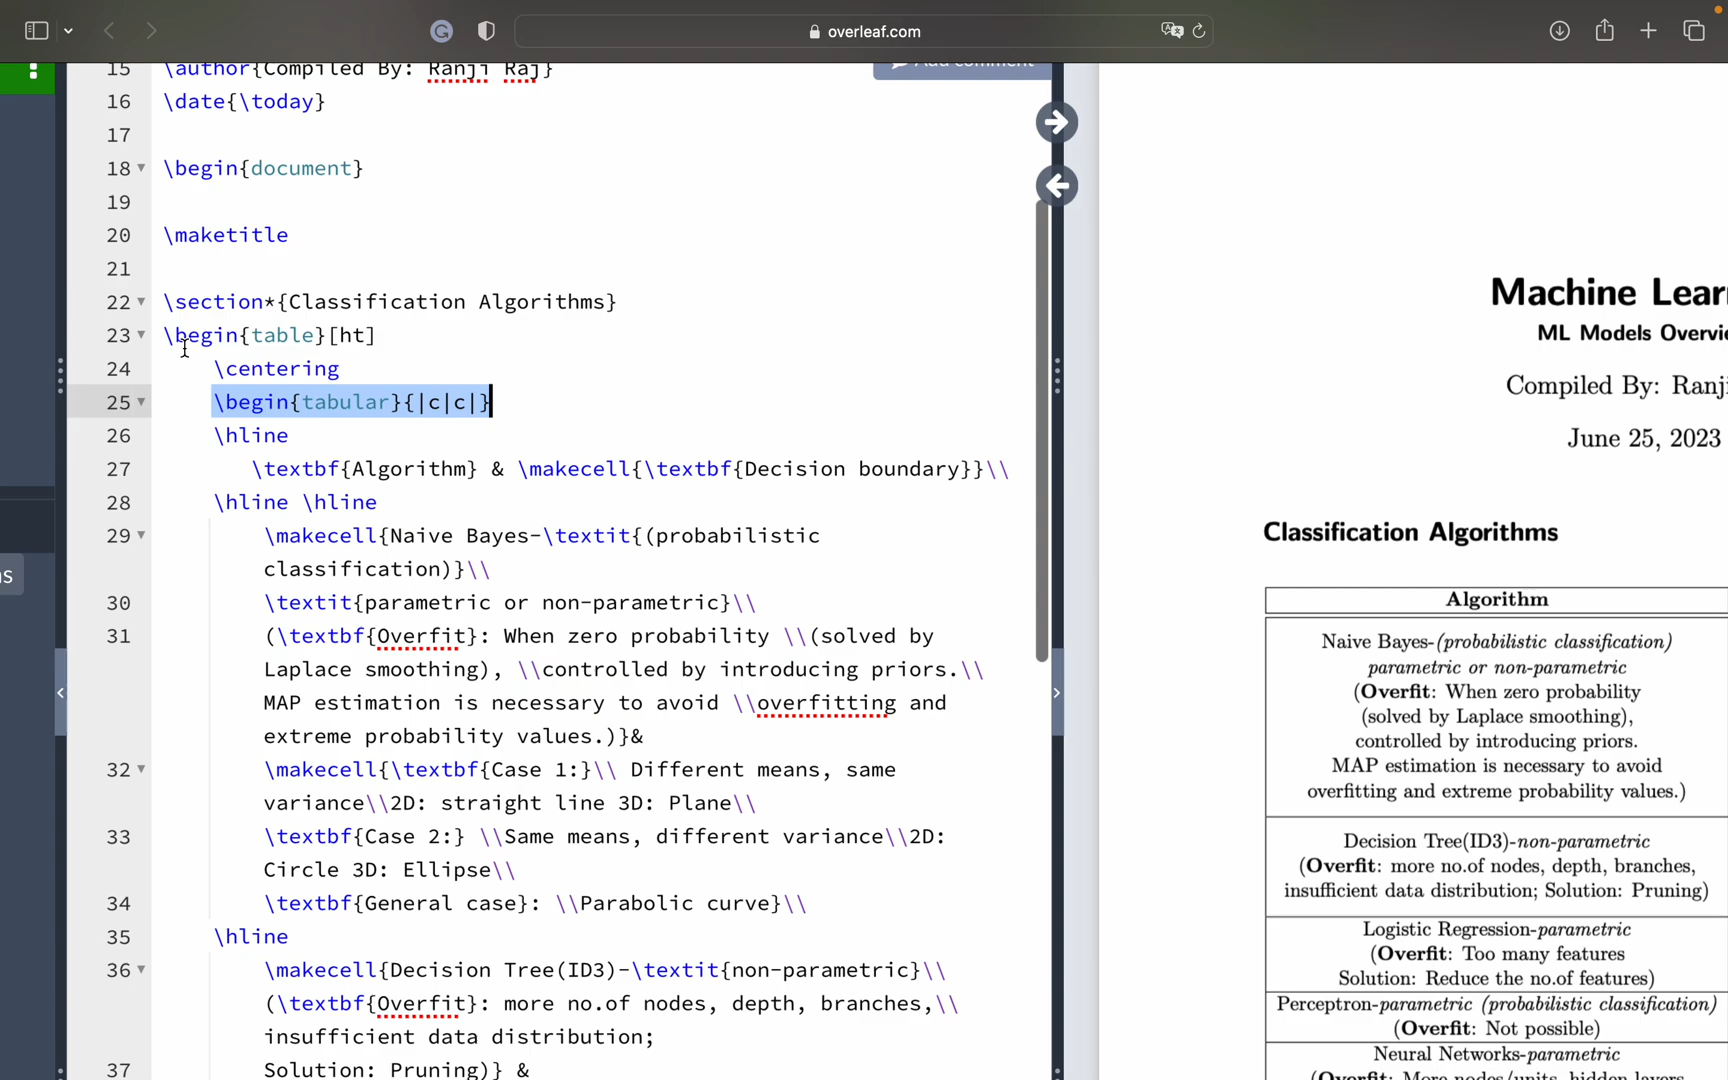 overleaf.com
15 \author{Compiled By: Ranji Raj}
16 \date{\today}
17
18 \begin{document}
19
20 \maketitle
21
22 \section*{Classification Algorithms}
23 \begin{table}[ht]
24 \centering
25 \begin{tabular}{|c|c|}
26 \hline
27 \textbf{Algorithm} & \makecell{\textbf{Decision boundary}}\\
28 \hline \hline
29 \makecell{Naive Bayes-\textit{(probabilistic
classification)}\\
30 \textit{parametric or non-parametric}\\
31 (\textbf{Overfit}: When zero probability \\(solved by
Laplace smoothing), \\controlled by introducing priors.\\
MAP estimation is necessary to avoid \\overfitting and
extreme probability values.)}&
32 \makecell{\textbf{Case 1:}\\ Different means, same
variance\\2D: straight line 3D: Plane\\
33 \textbf{Case 2:} \\Same means, different variance\\2D:
Circle 3D: Ellipse\\
34 \textbf{General case}: \\Parabolic curve}\\
35 \hline
36 \makecell{Decision Tree(ID3)-\textit{non-parametric}\\
(\textbf{Overfit}: more no.of nodes, depth, branches,\\
insufficient data distribution;
37 Solution: Pruning)} &
Machine Lear
ML Models Overvi
Compiled By: Ranji
June 25, 2023
Classification Algorithms
Algorithm
Naive Bayes-(probabilistic classification)
parametric or non-parametric
(Overfit: When zero probability
(solved by Laplace smoothing),
controlled by introducing priors.
MAP estimation is necessary to avoid
overfitting and extreme probability values.)
Decision Tree(ID3)-non-parametric
(Overfit: more no.of nodes, depth, branches,
insufficient data distribution; Solution: Pruning)
Logistic Regression-parametric
(Overfit: Too many features
Solution: Reduce the no.of features)
Perceptron-parametric (probabilistic classification)
(Overfit: Not possible)
Neural Networks-parametric
(Overfit: More nodes/units, hidden layers